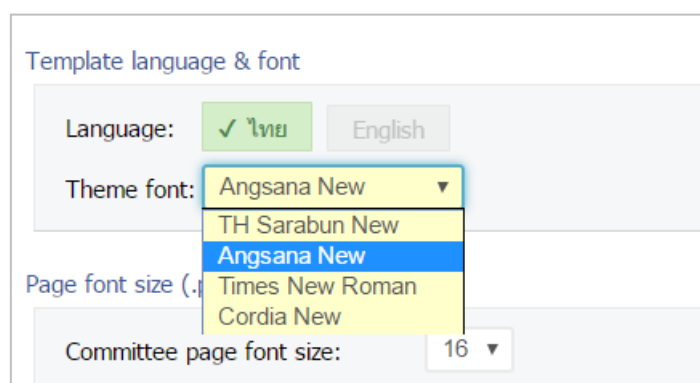 Template language & font
Language: ✓ ไทย English
Theme font: Angsana New ▼
TH Sarabun New
Angsana New
Times New Roman
Page font size (.
Cordia New
Committee page font size: 16 ▼